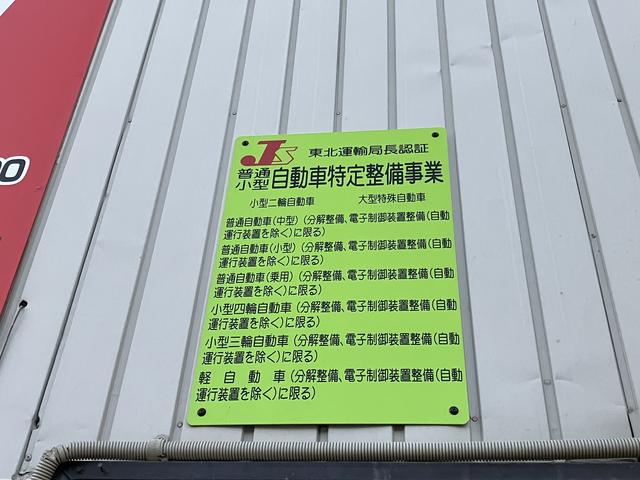 JS 東北運輸局長認証
普通
小型 自動車特定整備事業
小型二輪自動車 大型特殊自動車
普通自動車(中型)(分解整備、電子制御装置整備(自動
運行装置を除く)に限る)
普通自動車(小型)(分解整備、電子制御装置整備(自動
運行装置を除く)に限る)
普通自動車(乗用)(分解整備、電子制御装置整備(自動
運行装置を除く)に限る)
小型四輪自動車(分解整備、電子制御装置整備(自動
運行装置を除く)に限る)
小型三輪自動車(分解整備、電子制御装置整備(自動
運行装置を除く)に限る)
軽自動車(分解整備、電子制御装置整備(自動
運行装置を除く)に限る)